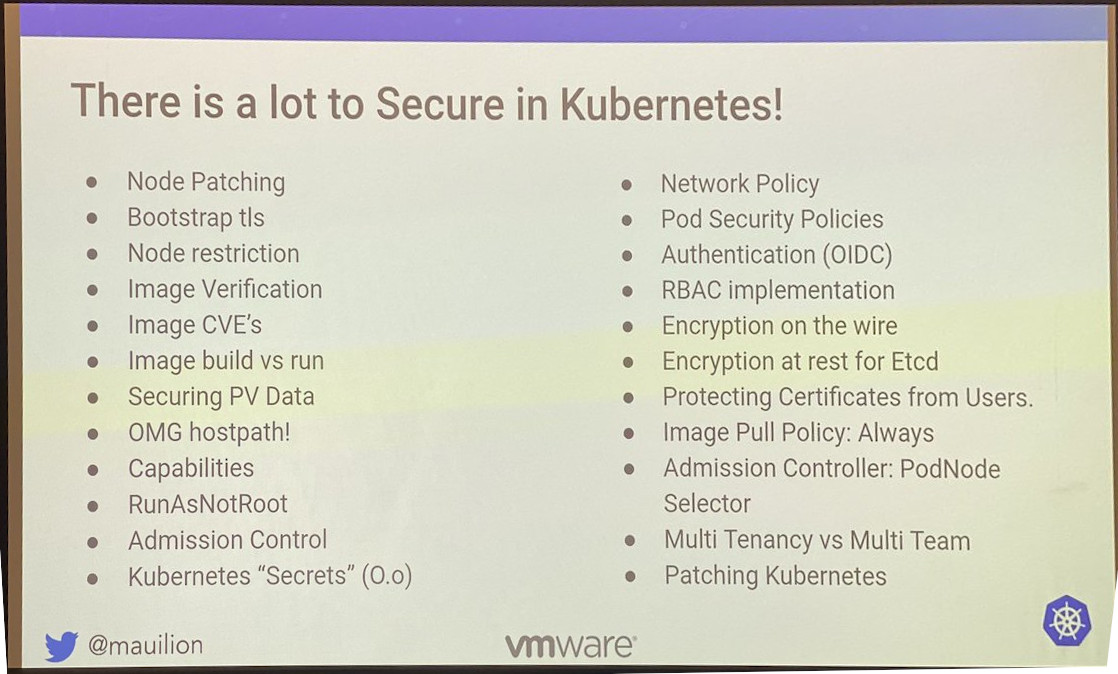 There is a lot to Secure in Kubernetes!
● Node Patching
● Bootstrap tls
● Node restriction
● Image Verification
● Image CVE's
● Image build vs run
● Securing PV Data
● OMG hostpath!
● Capabilities
● RunAsNotRoot
● Admission Control
● Kubernetes “Secrets” (O.o)
● Network Policy
● Pod Security Policies
● Authentication (OIDC)
● RBAC implementation
● Encryption on the wire
● Encryption at rest for Etcd
● Protecting Certificates from Users.
● Image Pull Policy: Always
● Admission Controller: PodNode
Selector
● Multi Tenancy vs Multi Team
● Patching Kubernetes
@mauilion
vmware®